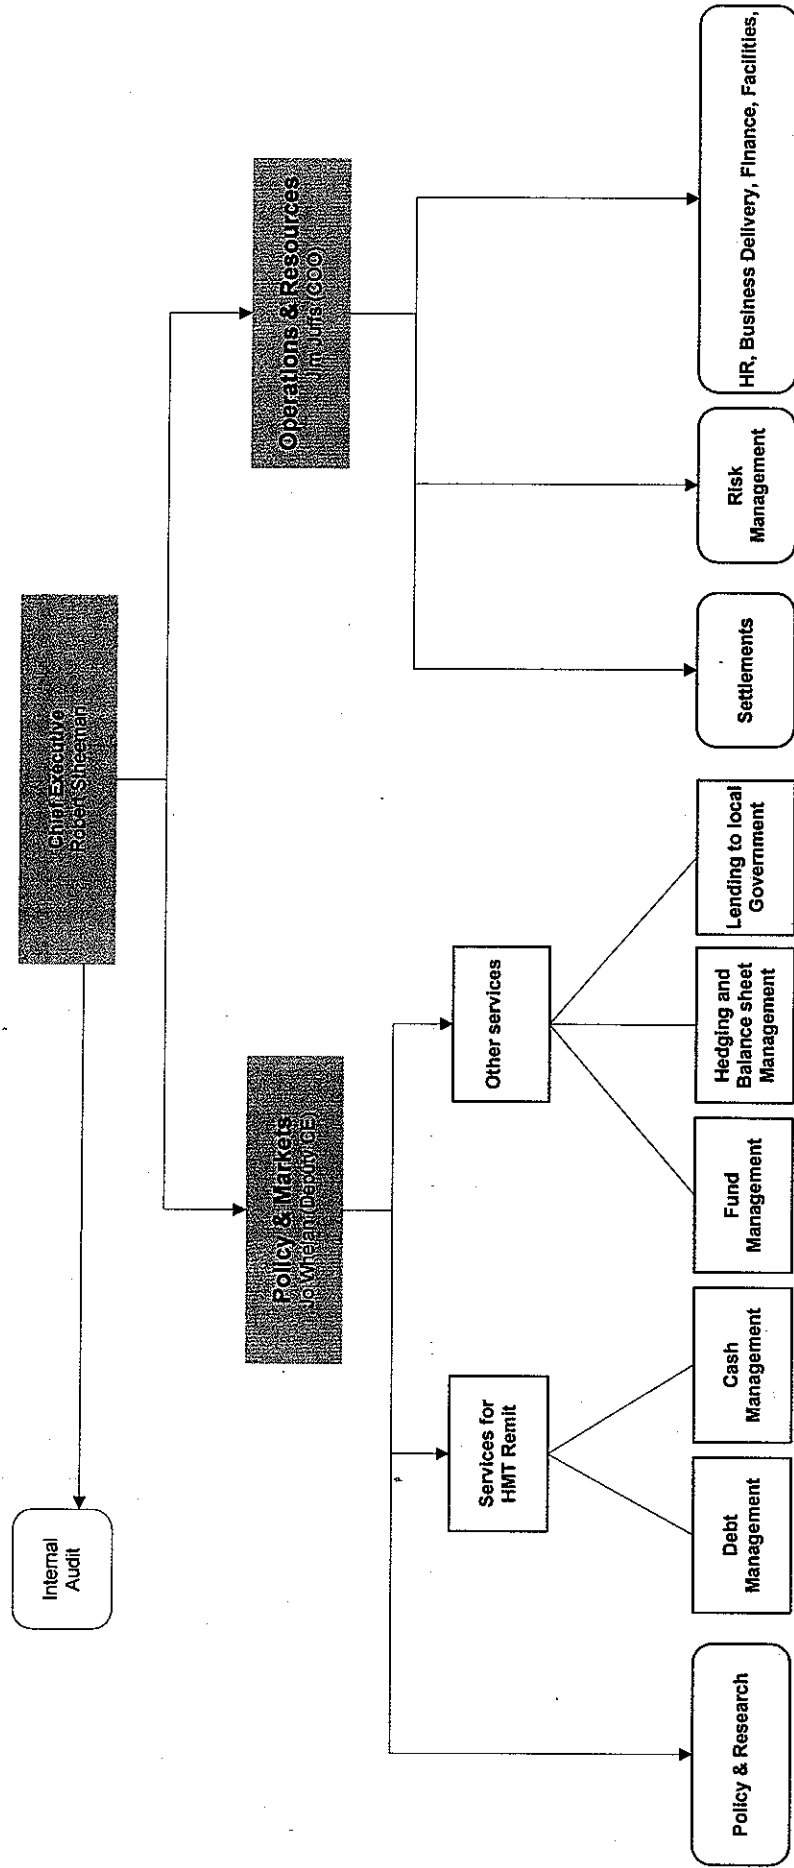 Chief Executive
Robert Stheeman
Internal
Audit
Policy & Markets
Jo Whelan (Deputy CE)
Operations & Resources
Jim Juffs (COO)
Services for
HMT Remit
Other services
Policy & Research
Debt
Management
Cash
Management
Fund
Management
Hedging and
Balance sheet
Management
Lending to local
Government
Settlements
Risk
Management
HR, Business Delivery, Finance, Facilities,